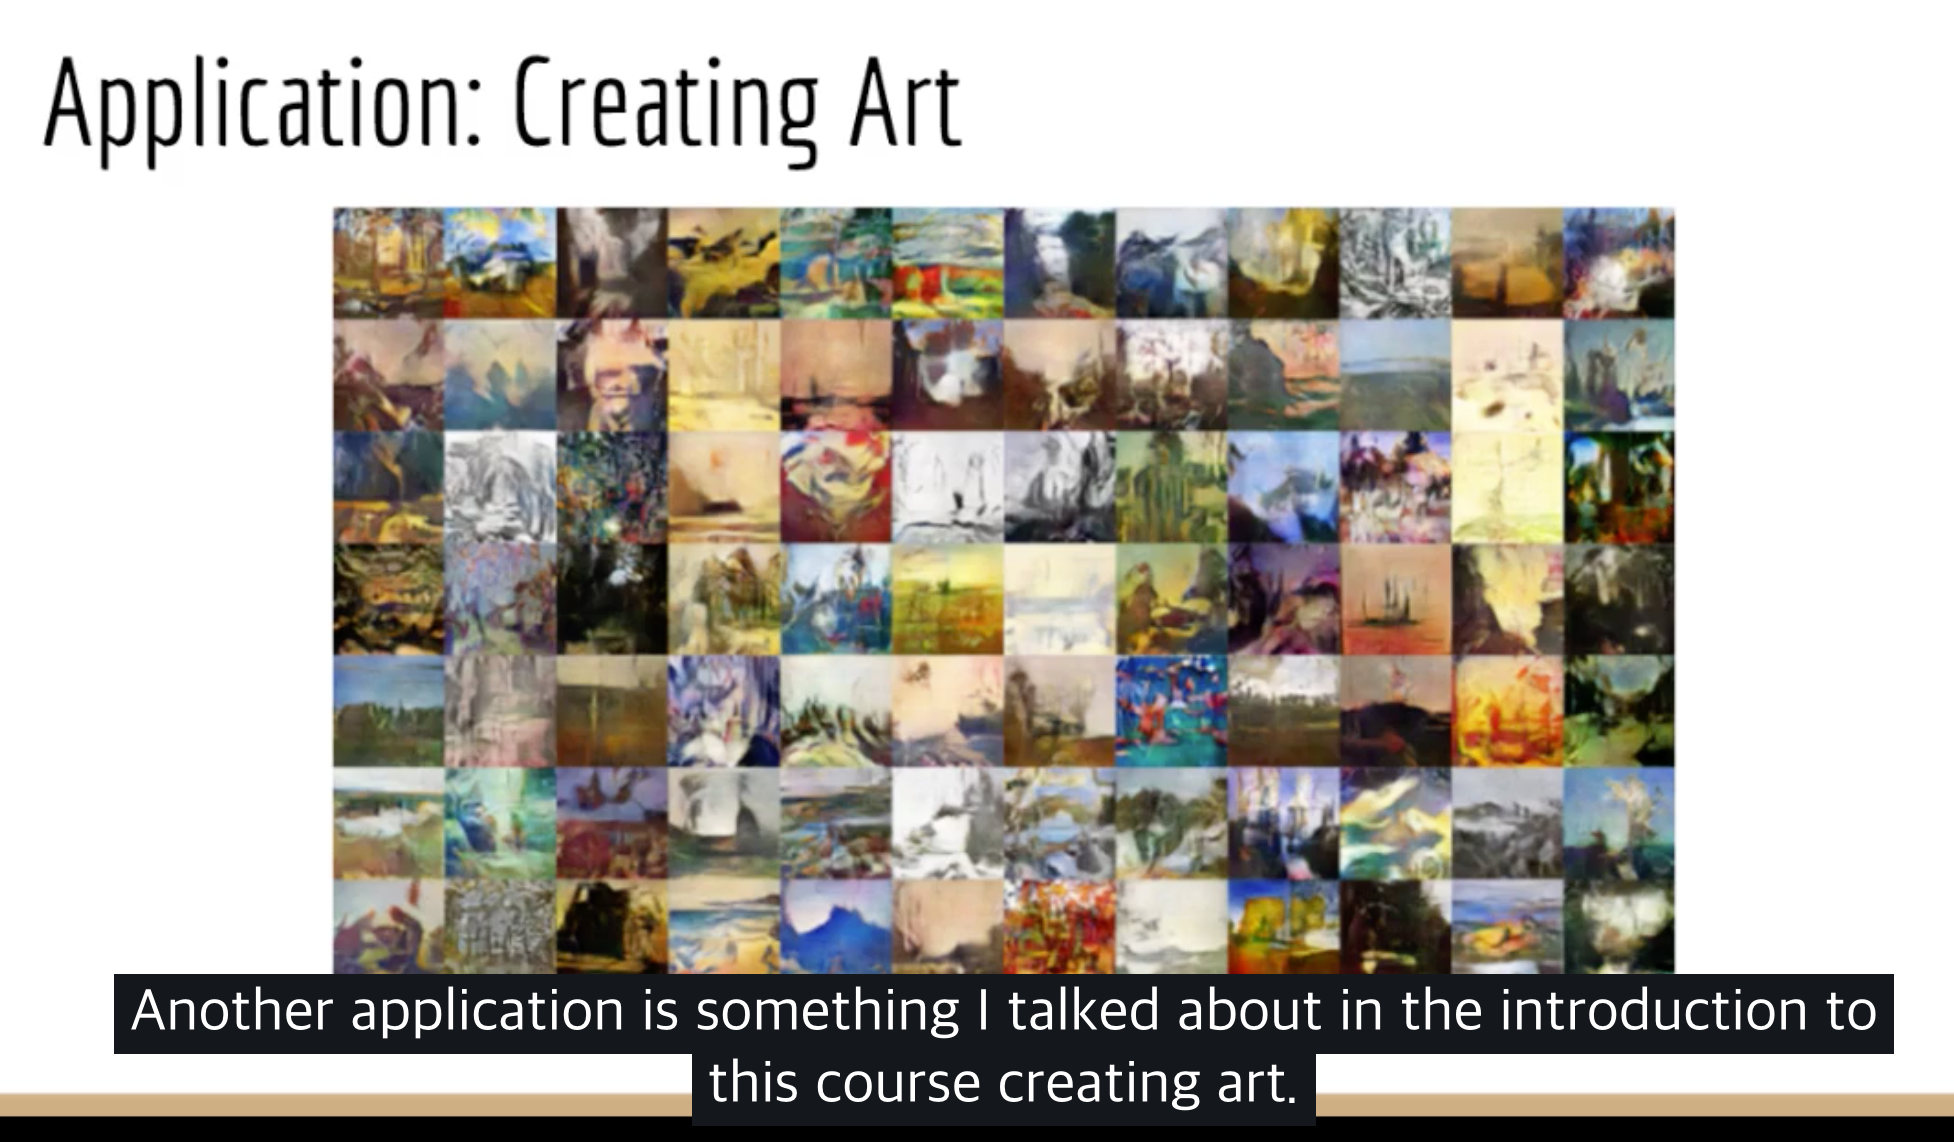 Application: Creating Art
Another application is something I talked about in the introduction to
this course creating art.